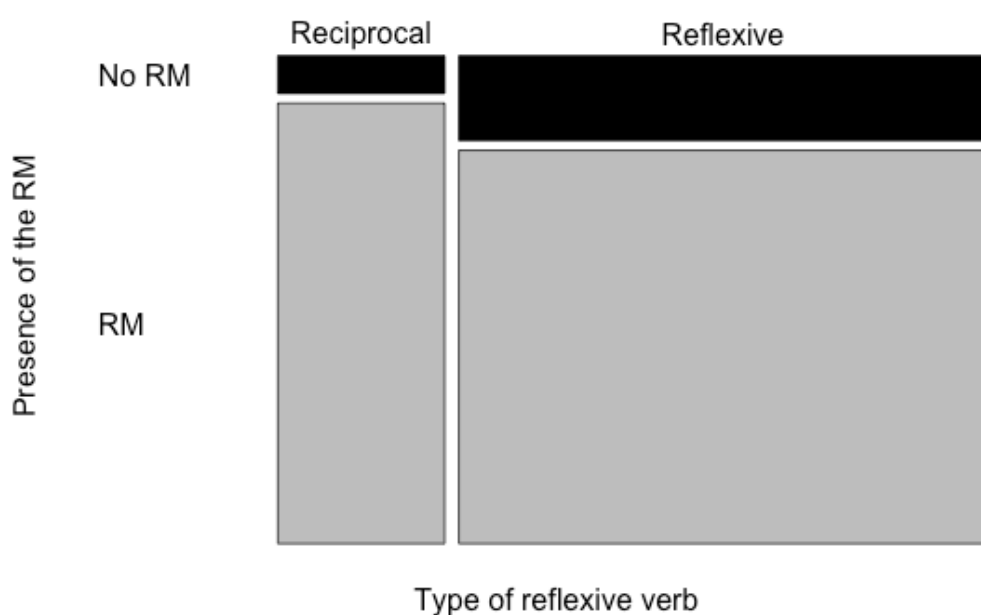 Reciprocal
Reflexive
No RM
Presence of the RM
RM
Type of reflexive verb